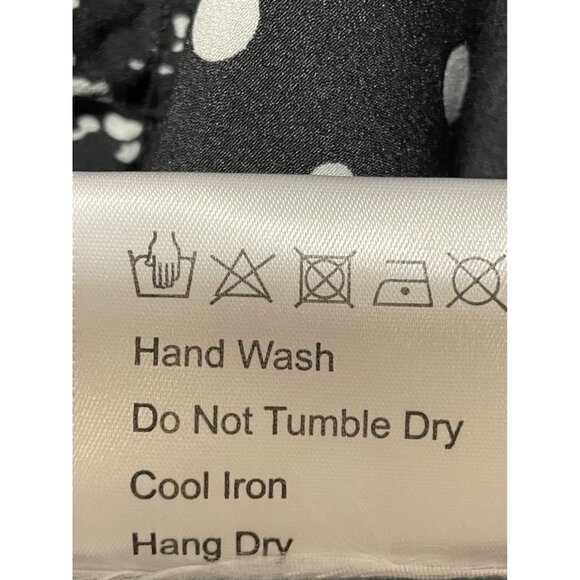 Hand Wash
Do Not Tumble Dry
Cool Iron
Hang Dry